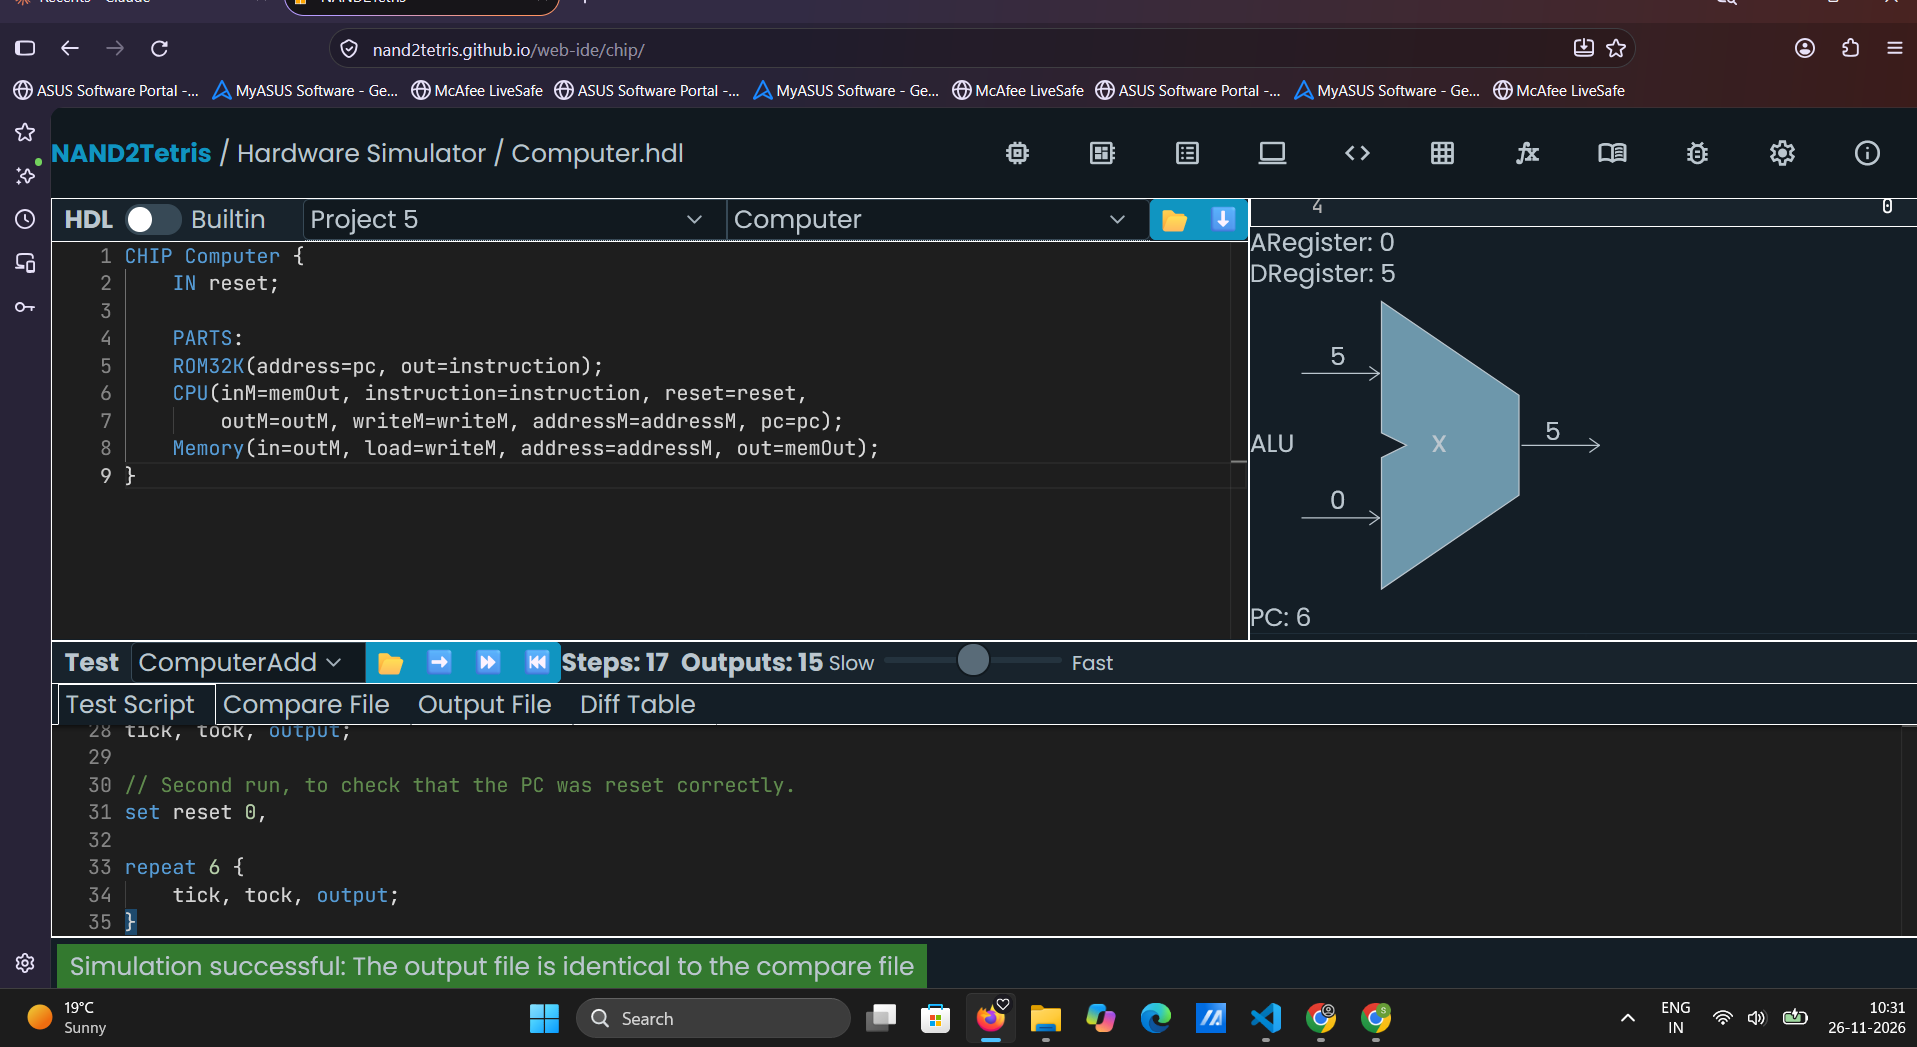 nand2tetris.github.io/web-ide/chip/
ASUS Software Portal -... MyASUS Software - Ge... McAfee LiveSafe ASUS Software Portal -... MyASUS Software - Ge... McAfee LiveSafe ASUS Software Portal -... MyASUS Software - Ge... McAfee LiveSafe
NAND2Tetris / Hardware Simulator / Computer.hdl
HDL Builtin Project 5 Computer
4 0
1 CHIP Computer {
2 IN reset;
3
4 PARTS:
5 ROM32K(address=pc, out=instruction);
6 CPU(inM=memOut, instruction=instruction, reset=reset,
7 outM=outM, writeM=writeM, addressM=addressM, pc=pc);
8 Memory(in=outM, load=writeM, address=addressM, out=memOut);
9 }
ARegister: 0
DRegister: 5
5
ALU X 5
0
PC: 6
Test ComputerAdd Steps: 17 Outputs: 15 Slow Fast
Test Script Compare File Output File Diff Table
28 tick, tock, output;
29
30 // Second run, to check that the PC was reset correctly.
31 set reset 0,
32
33 repeat 6 {
34 tick, tock, output;
35 }
Simulation successful: The output file is identical to the compare file
19°C
Sunny
Search
ENG
IN
10:31
26-11-2026